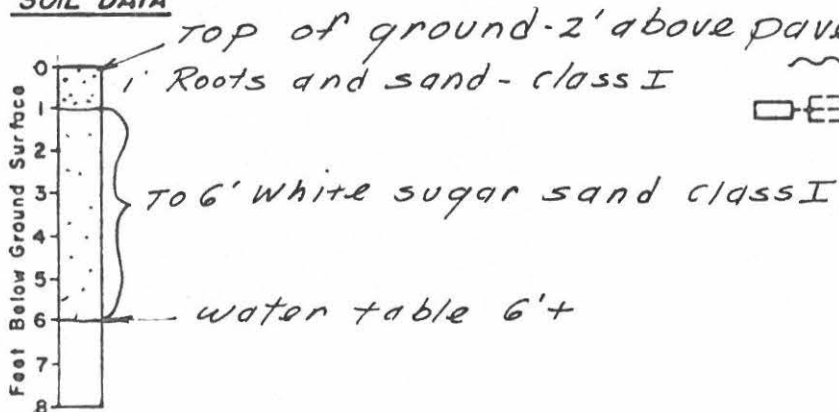 SOIL DATA
Top of ground-2' above pave
0
1' Roots and sand - class I
1
2
3
To 6' White sugar sand class I
4
5
6
water table 6'+
7
8
Feet Below Ground Surface